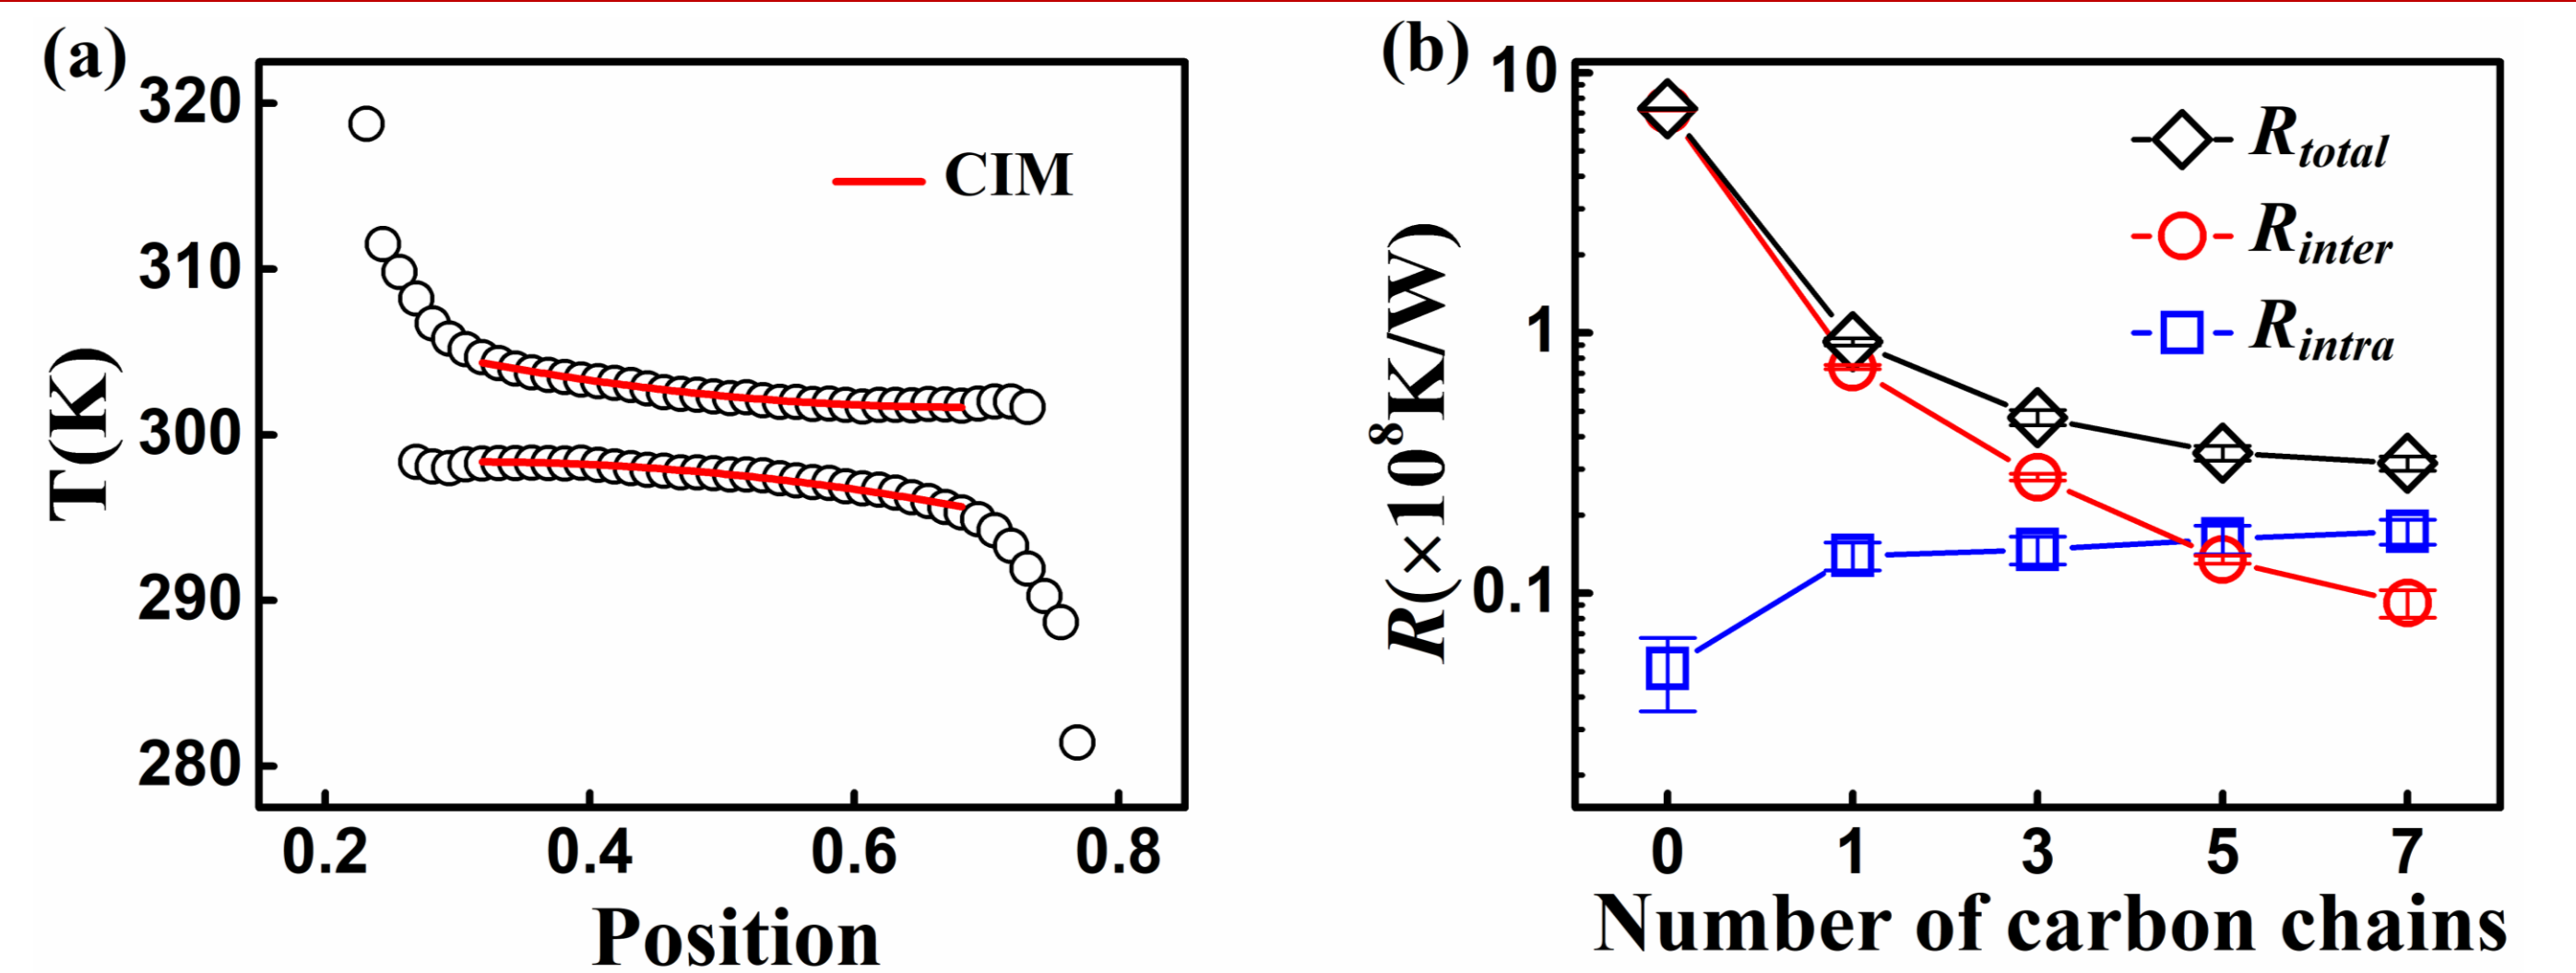 (a)
320
310
300
290
280
T(K)
CIM
0.2 0.4 0.6 0.8
Position
(b)
10
1
0.1
R(×10⁸K/W)
R_total
R_inter
R_intra
0 1 3 5 7
Number of carbon chains